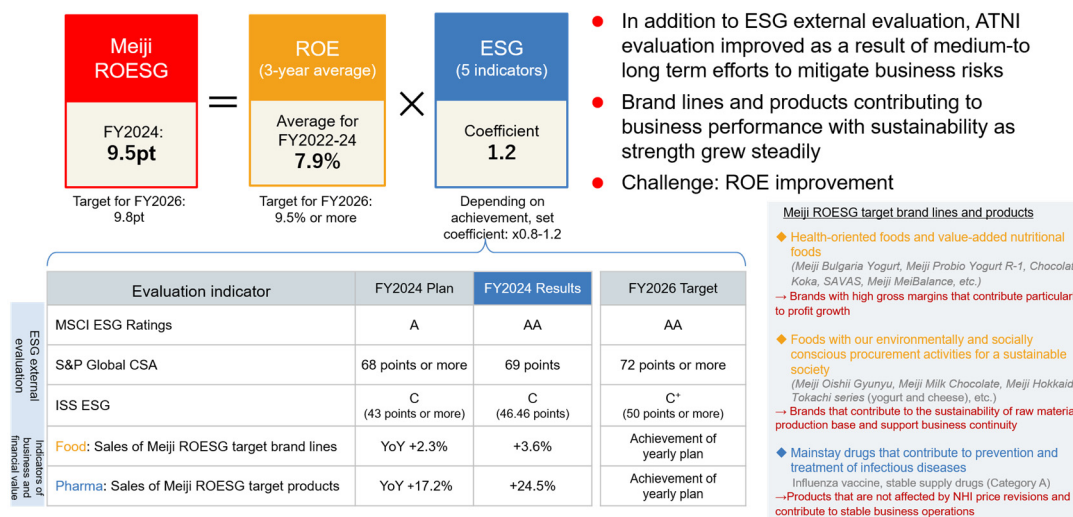 Meiji
ROESG
FY2024:
9.5pt
Target for FY2026:
9.8pt
=
ROE
(3-year average)
Average for
FY2022-24
7.9%
Target for FY2026:
9.5% or more
×
ESG
(5 indicators)
Coefficient
1.2
Depending on
achievement, set
coefficient: x0.8-1.2
● In addition to ESG external evaluation, ATNI
evaluation improved as a result of medium-to
long term efforts to mitigate business risks
● Brand lines and products contributing to
business performance with sustainability as
strength grew steadily
● Challenge: ROE improvement
Evaluation indicator FY2024 Plan FY2024 Results FY2026 Target
ESG external
evaluation
MSCI ESG Ratings A AA AA
S&P Global CSA 68 points or more 69 points 72 points or more
ISS ESG C C C⁺
(43 points or more) (46.46 points) (50 points or more)
Indicators of
business and
financial value
Food: Sales of Meiji ROESG target brand lines YoY +2.3% +3.6% Achievement of
yearly plan
Pharma: Sales of Meiji ROESG target products YoY +17.2% +24.5% Achievement of
yearly plan
Meiji ROESG target brand lines and products
◆ Health-oriented foods and value-added nutritional
foods
(Meiji Bulgaria Yogurt, Meiji Probio Yogurt R-1, Chocolat
Koka, SAVAS, Meiji MeiBalance, etc.)
→ Brands with high gross margins that contribute particular
to profit growth
◆ Foods with our environmentally and socially
conscious procurement activities for a sustainable
society
(Meiji Oishii Gyunyu, Meiji Milk Chocolate, Meiji Hokkaid
Tokachi series (yogurt and cheese), etc.)
→ Brands that contribute to the sustainability of raw materia
production base and support business continuity
◆ Mainstay drugs that contribute to prevention and
treatment of infectious diseases
Influenza vaccine, stable supply drugs (Category A)
→Products that are not affected by NHI price revisions and
contribute to stable business operations